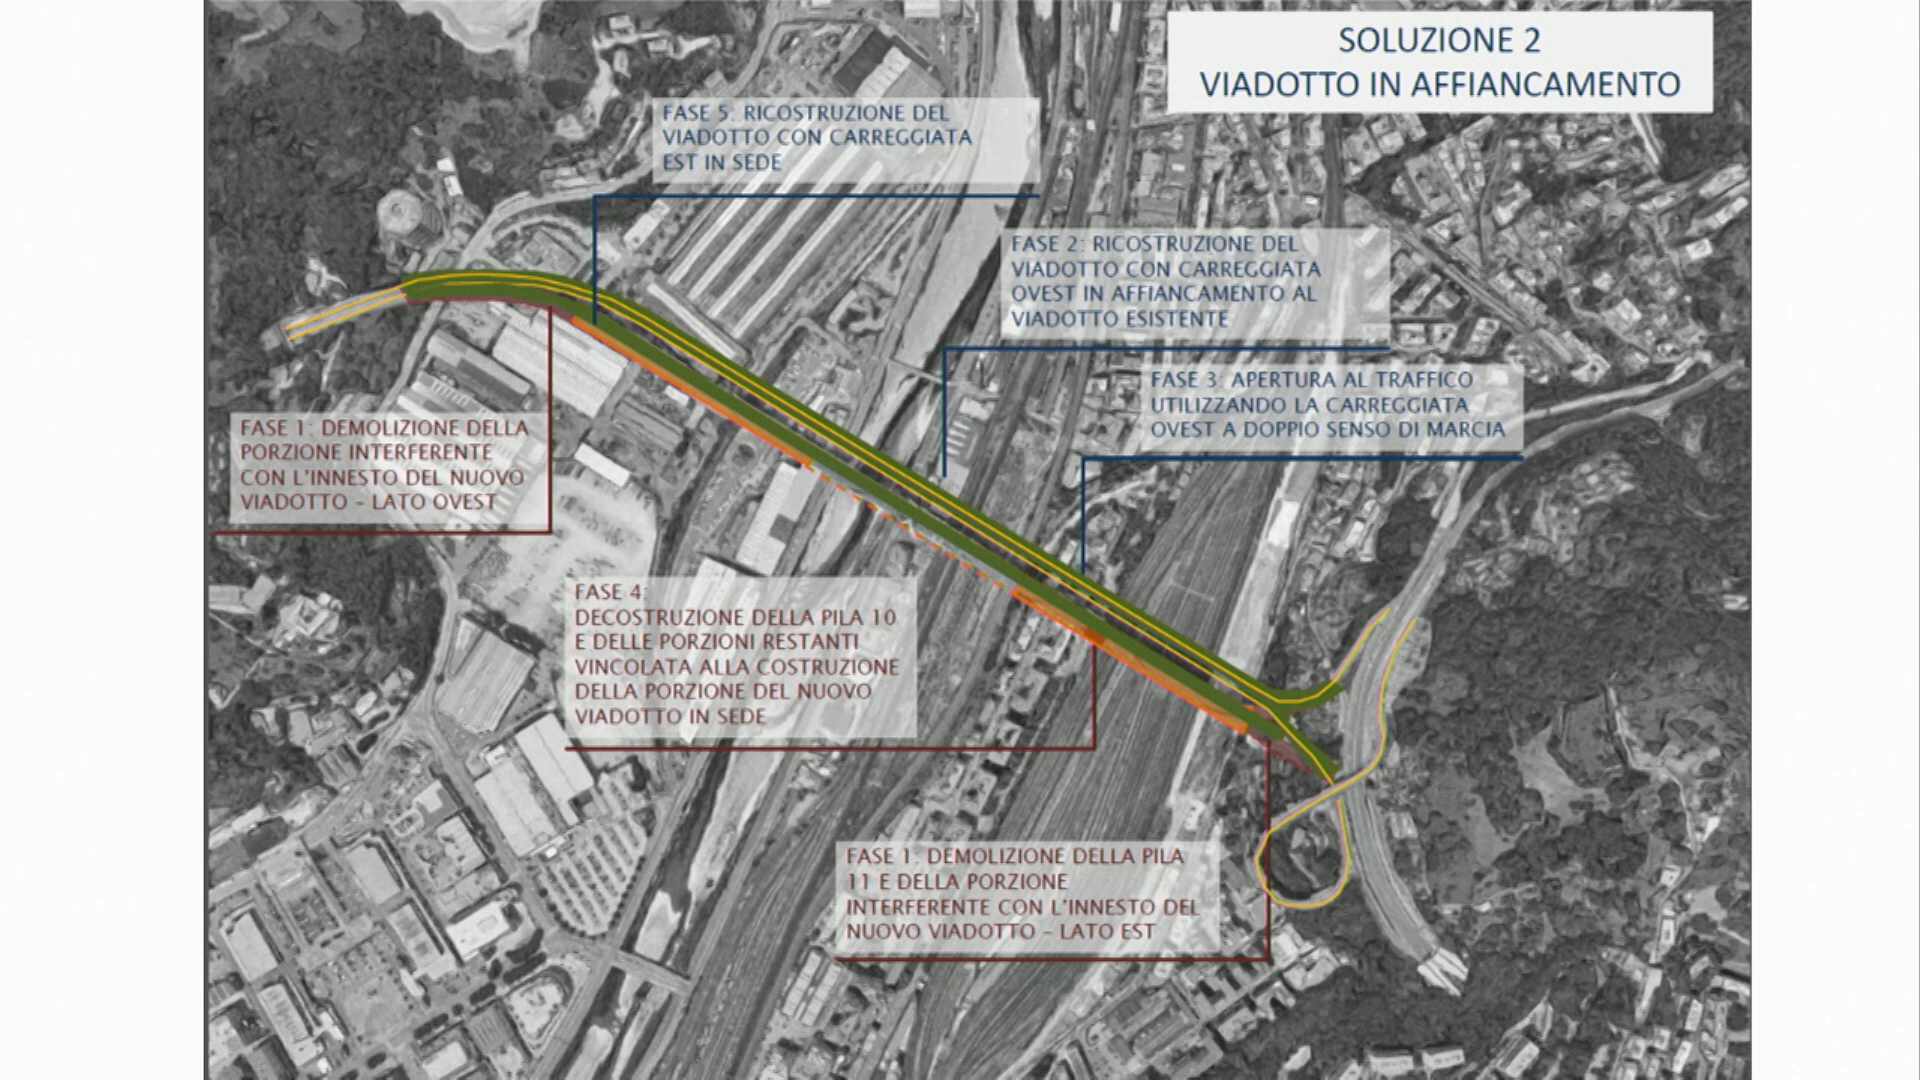 SOLUZIONE 2
VIADOTTO IN AFFIANCAMENTO
FASE 5: RICOSTRUZIONE DEL
VIADOTTO CON CARREGGIATA
EST IN SEDE
FASE 2: RICOSTRUZIONE DEL
VIADOTTO CON CARREGGIATA
OVEST IN AFFIANCAMENTO AL
VIADOTTO ESISTENTE
FASE 3: APERTURA AL TRAFFICO
UTILIZZANDO LA CARREGGIATA
OVEST A DOPPIO SENSO DI MARCIA
FASE 1: DEMOLIZIONE DELLA
PORZIONE INTERFERENTE
CON L'INNESTO DEL NUOVO
VIADOTTO – LATO OVEST
FASE 4:
DECOSTRUZIONE DELLA PILA 10
E DELLE PORZIONI RESTANTI
VINCOLATA ALLA COSTRUZIONE
DELLA PORZIONE DEL NUOVO
VIADOTTO IN SEDE
FASE 1: DEMOLIZIONE DELLA PILA
11 E DELLA PORZIONE
INTERFERENTE CON L'INNESTO DEL
NUOVO VIADOTTO – LATO EST